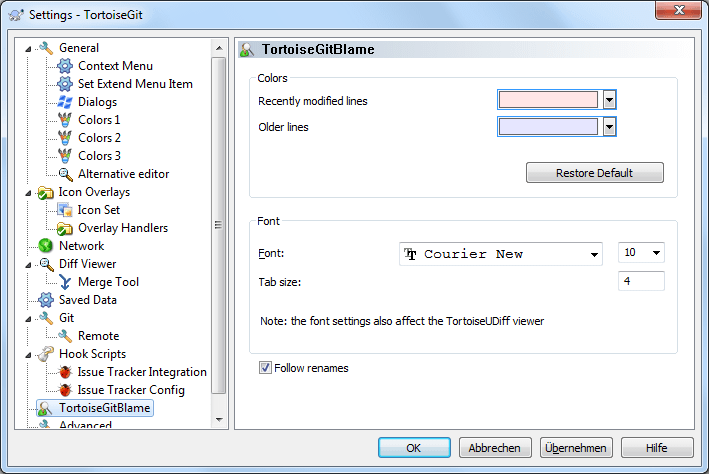 Settings - TortoiseGit
General
Context Menu
Set Extend Menu Item
Dialogs
Colors 1
Colors 2
Colors 3
Alternative editor
Icon Overlays
Icon Set
Overlay Handlers
Network
Diff Viewer
Merge Tool
Saved Data
Git
Remote
Hook Scripts
Issue Tracker Integration
Issue Tracker Config
TortoiseGitBlame
Advanced
TortoiseGitBlame
Colors
Recently modified lines
Older lines
Restore Default
Font
Font: Courier New 10
Tab size: 4
Note: the font settings also affect the TortoiseUDiff viewer
Follow renames
OK Abbrechen Übernehmen Hilfe